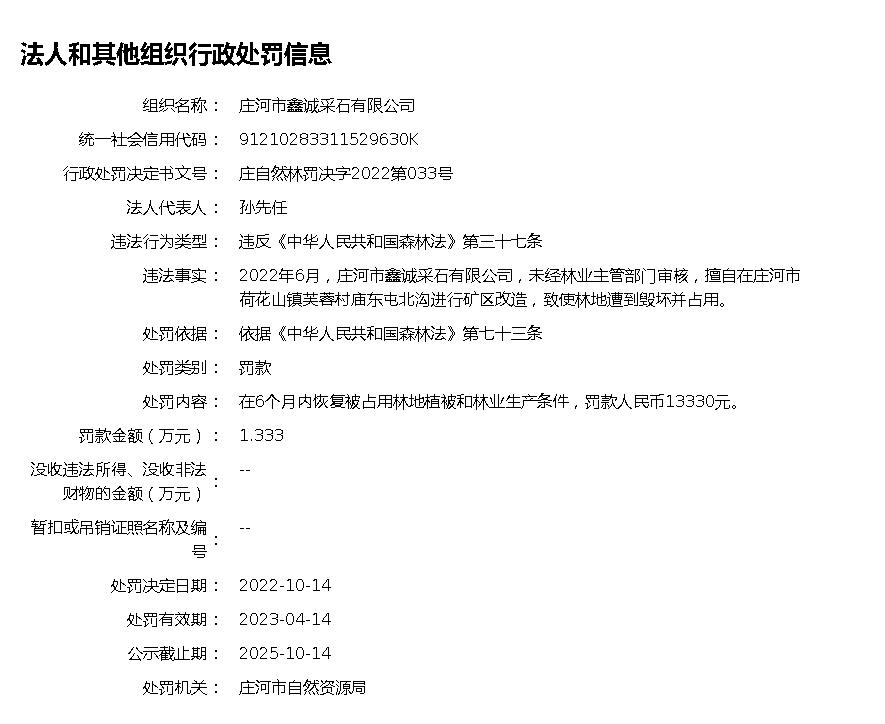 法人和其他组织行政处罚信息
组织名称： 庄河市鑫诚采石有限公司
统一社会信用代码： 91210283311529630K
行政处罚决定书文号： 庄自然林罚决字2022第033号
法人代表人： 孙先任
违法行为类型： 违反《中华人民共和国森林法》第三十七条
违法事实： 2022年6月，庄河市鑫诚采石有限公司，未经林业主管部门审核，擅自在庄河市
荷花山镇芙蓉村庙东屯北沟进行矿区改造，致使林地遭到毁坏并占用。
处罚依据： 依据《中华人民共和国森林法》第七十三条
处罚类别： 罚款
处罚内容： 在6个月内恢复被占用林地植被和林业生产条件，罚款人民币13330元。
罚款金额（万元）： 1.333
没收违法所得、没收非法
财物的金额（万元）： --
暂扣或吊销证照名称及编
号： --
处罚决定日期： 2022-10-14
处罚有效期： 2023-04-14
公示截止期： 2025-10-14
处罚机关： 庄河市自然资源局